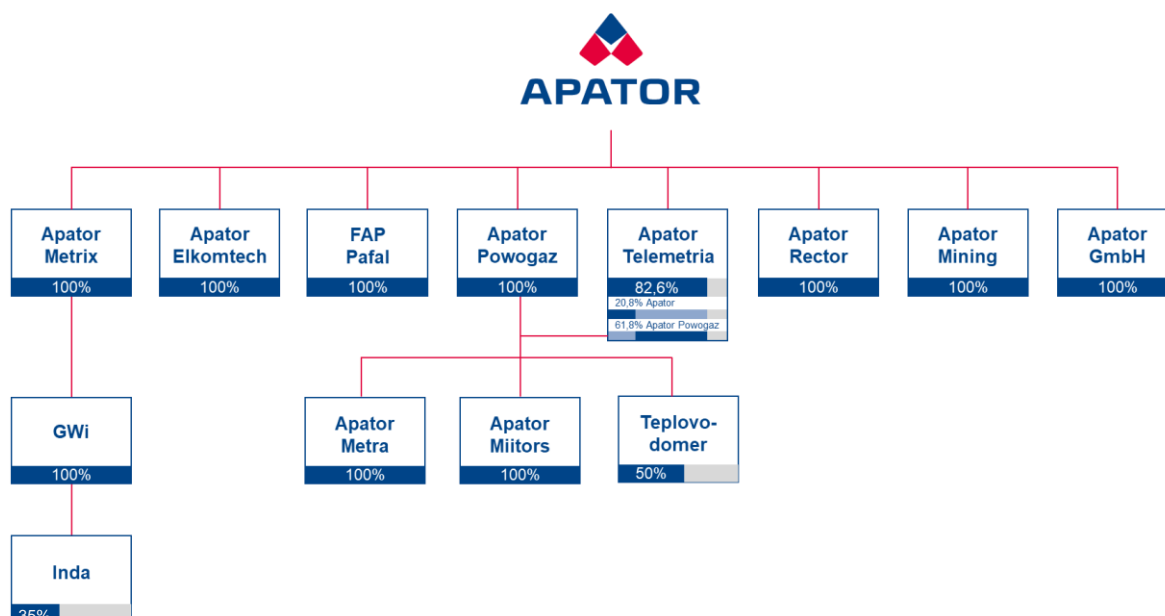 APATOR
Apator
Metrix
100%
Apator
Elkomtech
100%
FAP
Pafal
100%
Apator
Powogaz
100%
Apator
Telemetria
82,6%
20,8% Apator
61,8% Apator Powogaz
Apator
Rector
100%
Apator
Mining
100%
Apator
GmbH
100%
GWi
100%
Apator
Metra
100%
Apator
Miitors
100%
Teplovo-
domer
50%
Inda
35%